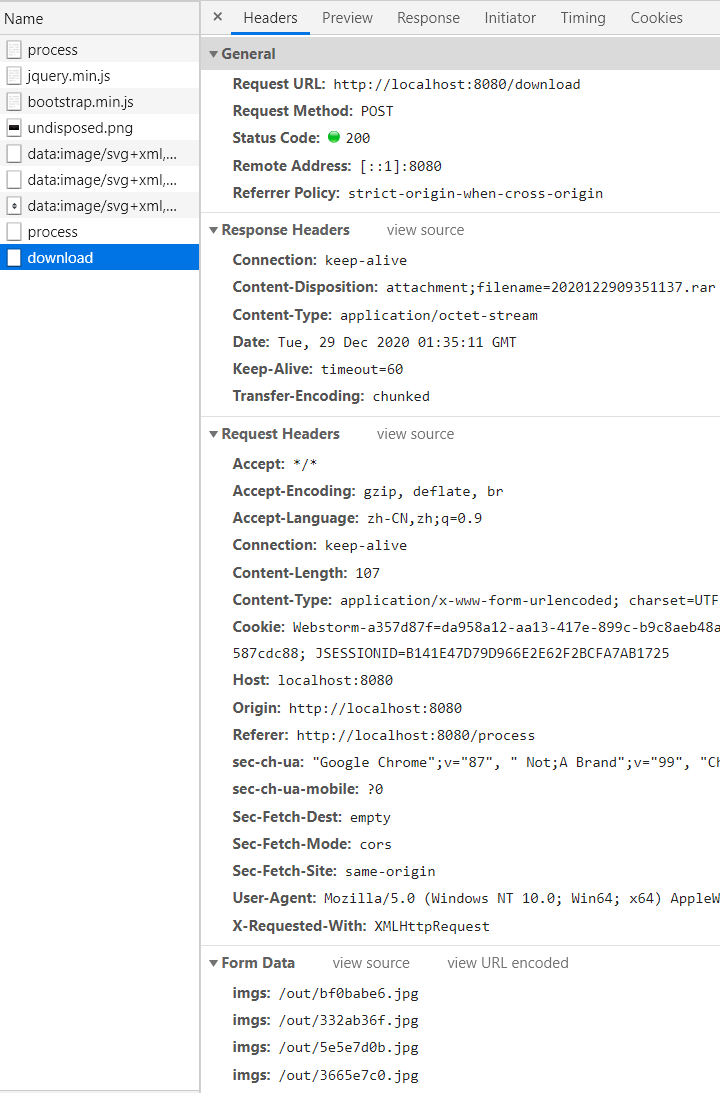 Name
process
jquery.min.js
bootstrap.min.js
undisposed.png
data:image/svg+xml,...
data:image/svg+xml,...
data:image/svg+xml,...
process
download
× Headers Preview Response Initiator Timing Cookies
General
Request URL: http://localhost:8080/download
Request Method: POST
Status Code: 200
Remote Address: [::1]:8080
Referrer Policy: strict-origin-when-cross-origin
Response Headers view source
Connection: keep-alive
Content-Disposition: attachment;filename=2020122909351137.rar
Content-Type: application/octet-stream
Date: Tue, 29 Dec 2020 01:35:11 GMT
Keep-Alive: timeout=60
Transfer-Encoding: chunked
Request Headers view source
Accept: */*
Accept-Encoding: gzip, deflate, br
Accept-Language: zh-CN,zh;q=0.9
Connection: keep-alive
Content-Length: 107
Content-Type: application/x-www-form-urlencoded; charset=UTF
Cookie: Webstorm-a357d87f=da958a12-aa13-417e-899c-b9c8aeb48a
587cdc88; JSESSIONID=B141E47D79D966E2E62F2BCFA7AB1725
Host: localhost:8080
Origin: http://localhost:8080
Referer: http://localhost:8080/process
sec-ch-ua: "Google Chrome";v="87", " Not;A Brand";v="99", "Ch
sec-ch-ua-mobile: ?0
Sec-Fetch-Dest: empty
Sec-Fetch-Mode: cors
Sec-Fetch-Site: same-origin
User-Agent: Mozilla/5.0 (Windows NT 10.0; Win64; x64) AppleW
X-Requested-With: XMLHttpRequest
Form Data view source view URL encoded
imgs: /out/bf0babe6.jpg
imgs: /out/332ab36f.jpg
imgs: /out/5e5e7d0b.jpg
imgs: /out/3665e7c0.jpg